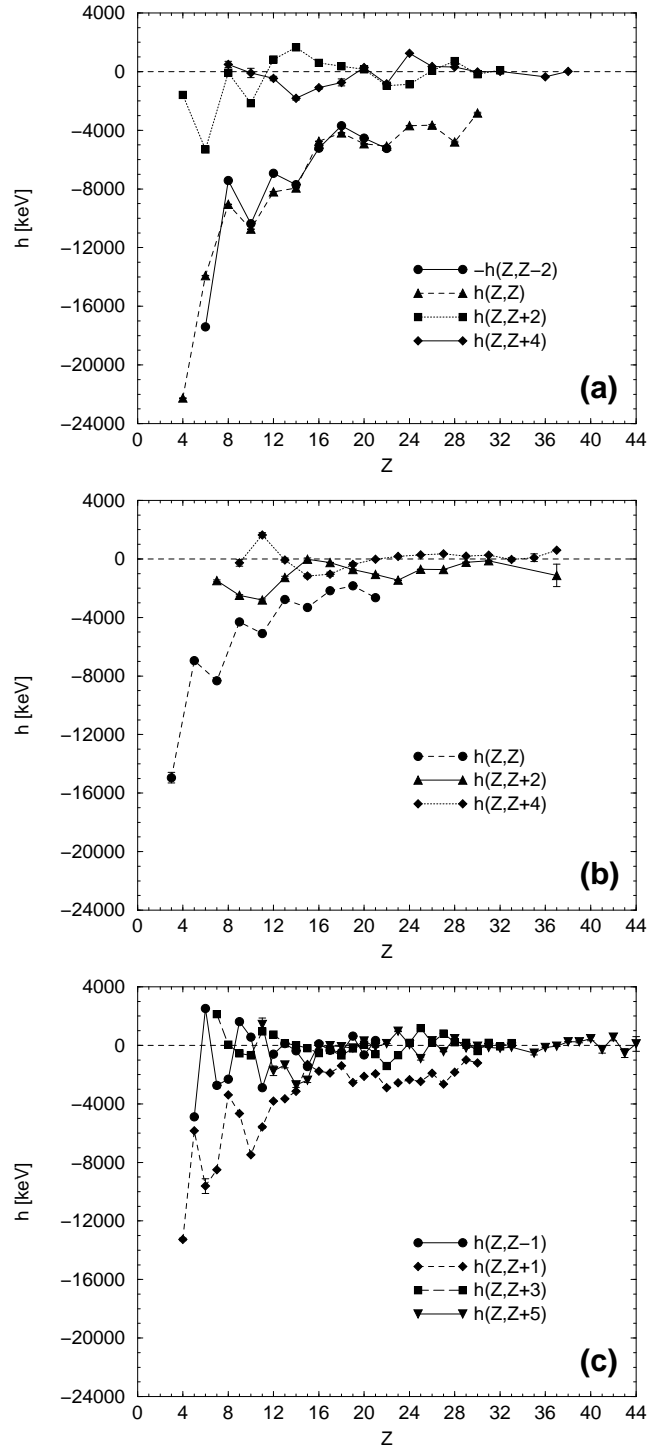 4000
0
−4000
−8000
−12000
−16000
−20000
−24000
h [keV]
−h(Z,Z−2)
h(Z,Z)
h(Z,Z+2)
h(Z,Z+4)
(a)
0 4 8 12 16 20 24 28 32 36 40 44
Z
4000
0
−4000
−8000
−12000
−16000
−20000
−24000
h [keV]
h(Z,Z)
h(Z,Z+2)
h(Z,Z+4)
(b)
0 4 8 12 16 20 24 28 32 36 40 44
Z
4000
0
−4000
−8000
−12000
−16000
−20000
−24000
h [keV]
h(Z,Z−1)
h(Z,Z+1)
h(Z,Z+3)
h(Z,Z+5)
(c)
0 4 8 12 16 20 24 28 32 36 40 44
Z